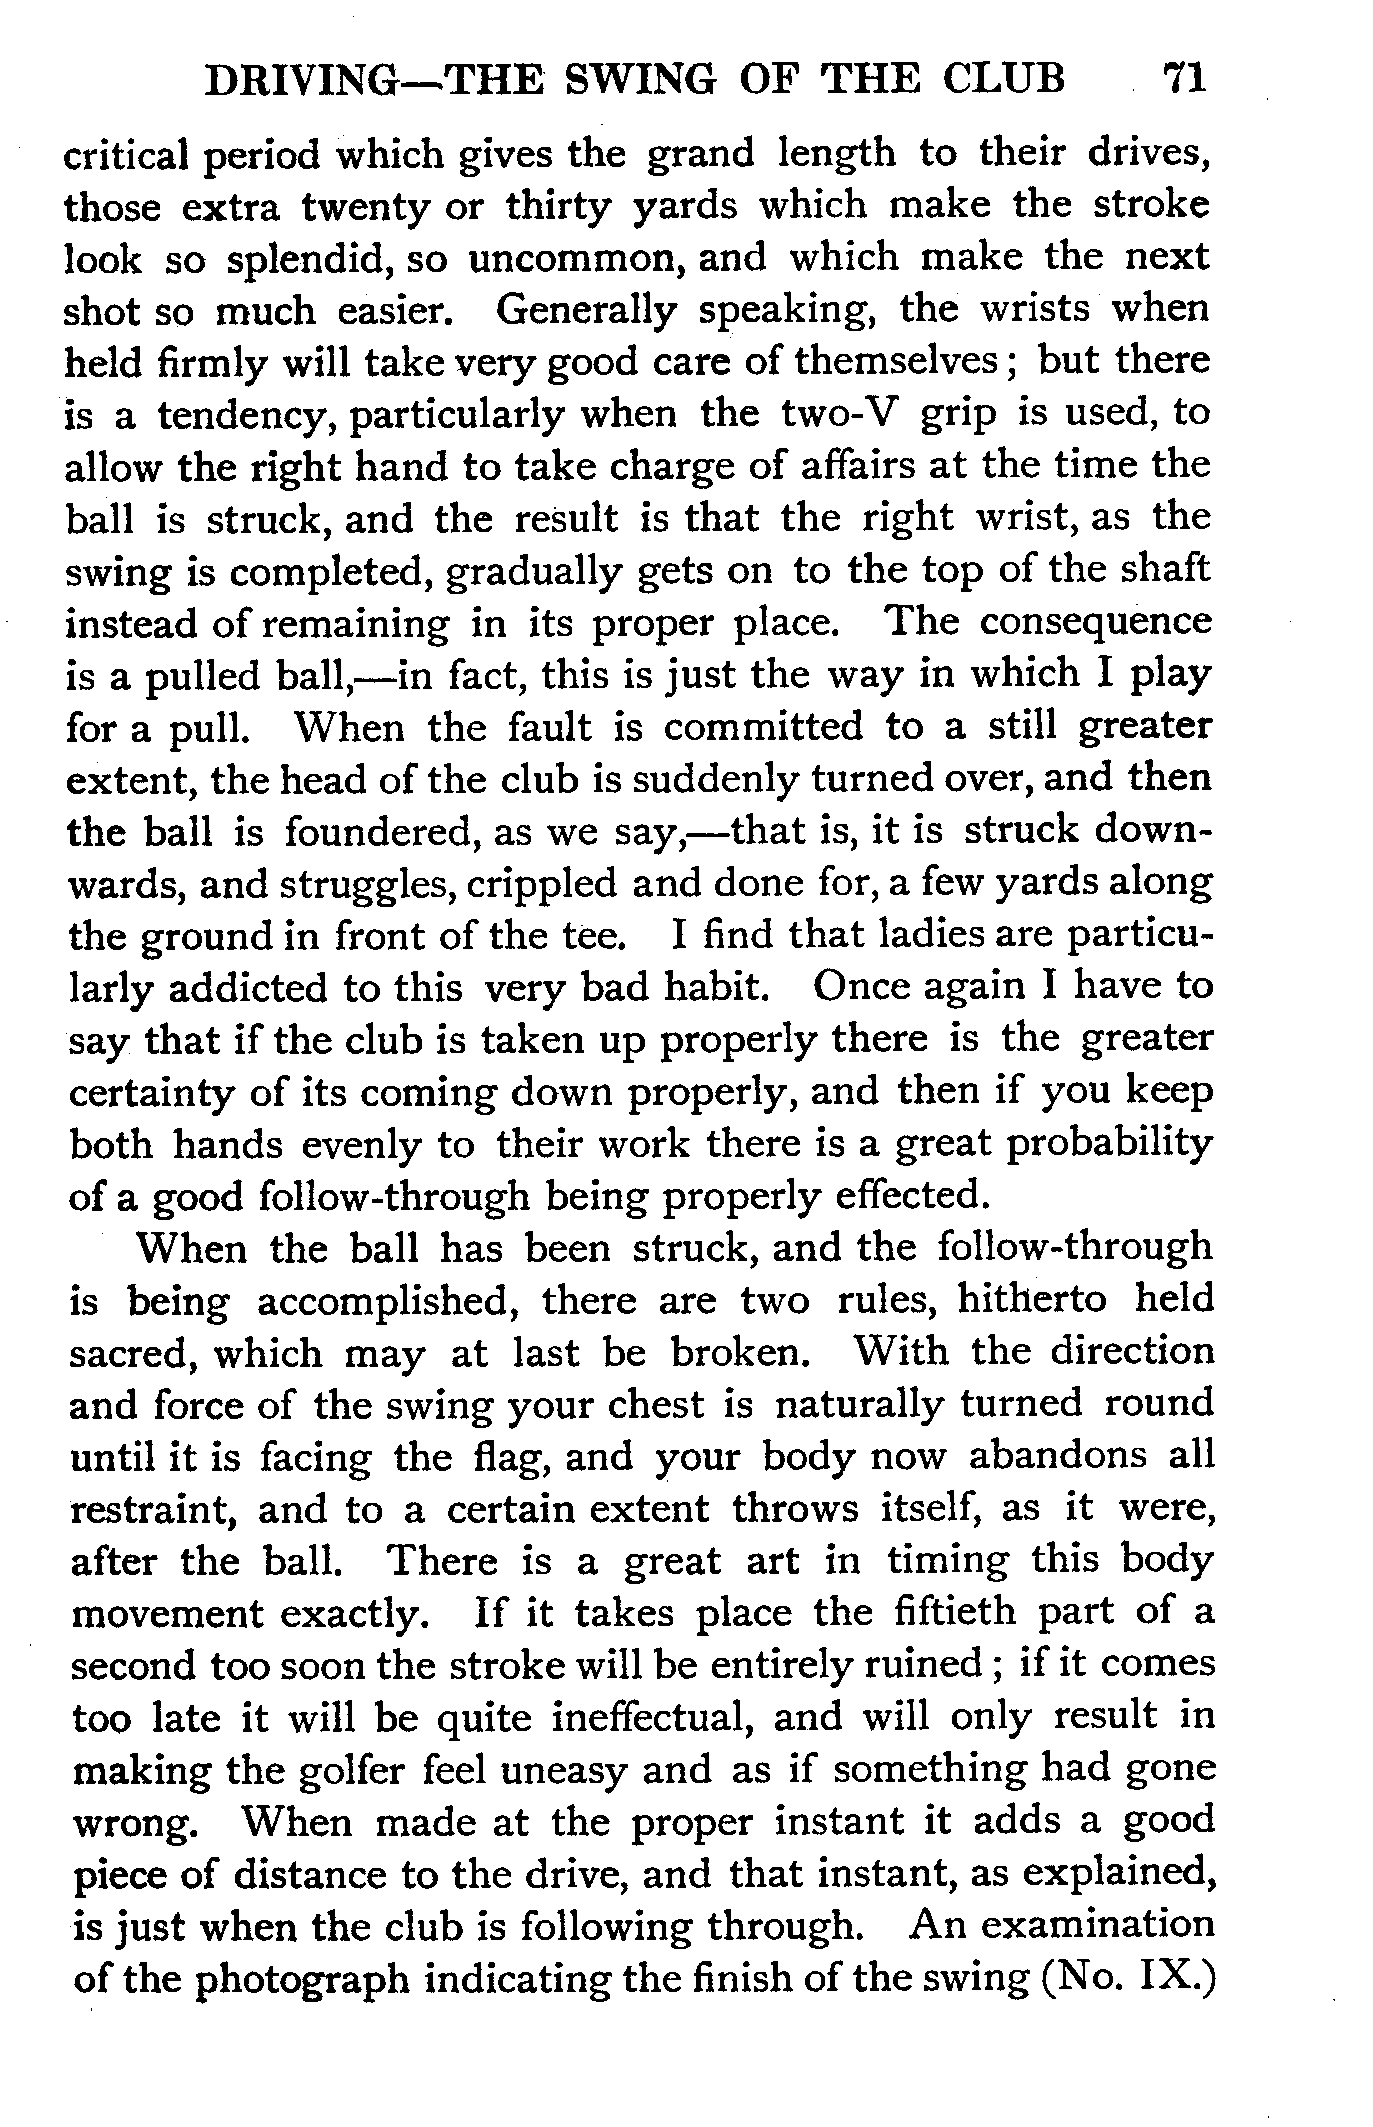 DRIVING—THE SWING OF THE CLUB 71
critical period which gives the grand length to their drives,
those extra twenty or thirty yards which make the stroke
look so splendid, so uncommon, and which make the next
shot so much easier. Generally speaking, the wrists when
held firmly will take very good care of themselves ; but there
is a tendency, particularly when the two-V grip is used, to
allow the right hand to take charge of affairs at the time the
ball is struck, and the result is that the right wrist, as the
swing is completed, gradually gets on to the top of the shaft
instead of remaining in its proper place. The consequence
is a pulled ball,—in fact, this is just the way in which I play
for a pull. When the fault is committed to a still greater
extent, the head of the club is suddenly turned over, and then
the ball is foundered, as we say,—that is, it is struck down-
wards, and struggles, crippled and done for, a few yards along
the ground in front of the tee. I find that ladies are particu-
larly addicted to this very bad habit. Once again I have to
say that if the club is taken up properly there is the greater
certainty of its coming down properly, and then if you keep
both hands evenly to their work there is a great probability
of a good follow-through being properly effected.
When the ball has been struck, and the follow-through
is being accomplished, there are two rules, hitherto held
sacred, which may at last be broken. With the direction
and force of the swing your chest is naturally turned round
until it is facing the flag, and your body now abandons all
restraint, and to a certain extent throws itself, as it were,
after the ball. There is a great art in timing this body
movement exactly. If it takes place the fiftieth part of a
second too soon the stroke will be entirely ruined ; if it comes
too late it will be quite ineffectual, and will only result in
making the golfer feel uneasy and as if something had gone
wrong. When made at the proper instant it adds a good
piece of distance to the drive, and that instant, as explained,
is just when the club is following through. An examination
of the photograph indicating the finish of the swing (No. IX.)